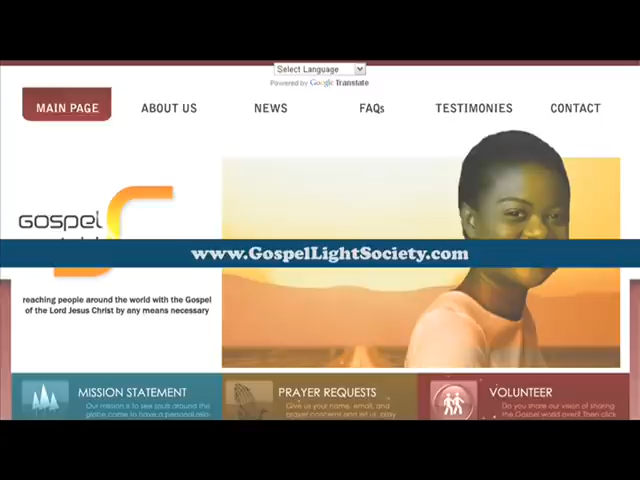 Select Language
Powered by Google Translate
MAIN PAGE
ABOUT US
NEWS
FAQs
TESTIMONIES
CONTACT
GOSPEL
www.GospelLightSociety.com
reaching people around the world with the Gospel
of the Lord Jesus Christ by any means necessary
MISSION STATEMENT
Our mission is to see souls around the
globe come to have a personal rela
PRAYER REQUESTS
Give us your name, email, and
prayer concerns and let us pray
VOLUNTEER
Do you share our vision of sharing
the Gospel world over? Then click